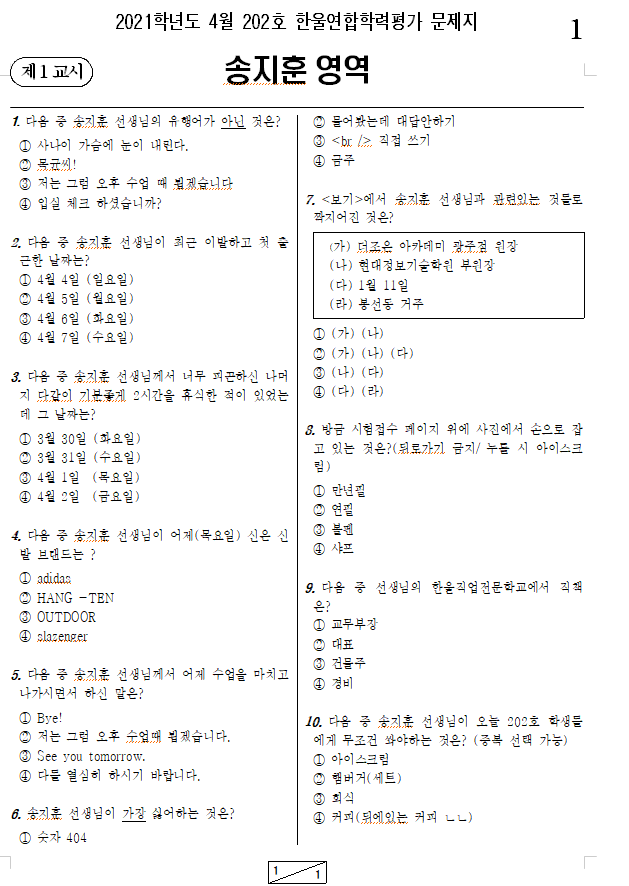 2021학년도 4월 202호 한울연합학력평가 문제지
1
제 1 교시
송지훈 영역
1. 다음 중 송지훈 선생님의 유행어가 아닌 것은?
① 사나이 가슴에 눈이 내린다.
② 목균씨!
③ 저는 그럼 오후 수업 때 뵙겠습니다
④ 입실 체크 하셨습니까?
2. 다음 중 송지훈 선생님이 최근 이발하고 첫 출
근한 날짜는?
① 4월 4일 (일요일)
② 4월 5일 (월요일)
③ 4월 6일 (화요일)
④ 4월 7일 (수요일)
3. 다음 중 송지훈 선생님께서 너무 피곤하신 나머
지 다같이 기분좋게 2시간을 휴식한 적이 있었는
데 그 날짜는?
① 3월 30일 (화요일)
② 3월 31일 (수요일)
③ 4월 1일 (목요일)
④ 4월 2일 (금요일)
4. 다음 중 송지훈 선생님이 어제(목요일) 신은 신
발 브랜드는 ?
① adidas
② HANG -TEN
③ OUTDOOR
④ slazenger
5. 다음 중 송지훈 선생님께서 어제 수업을 마치고
나가시면서 하신 말은?
① Bye!
② 저는 그럼 오후 수업때 뵙겠습니다.
③ See you tomorrow.
④ 다들 열심히 하시기 바랍니다.
6. 송지훈 선생님이 가장 싫어하는 것은?
① 숫자 404
② 물어봤는데 대답안하기
③ <br /> 직접 쓰기
④ 금주
7. <보기>에서 송지훈 선생님과 관련있는 것들로
짝지어진 것은?
(가) 더조은 아카데미 광주점 원장
(나) 현대정보기술학원 부원장
(다) 1월 11일
(라) 봉선동 거주
① (가) (나)
② (가) (나) (다)
③ (나) (다)
④ (다) (라)
8. 방금 시험접수 페이지 위에 사진에서 손으로 잡
고 있는 것은?(뒤로가기 금지/ 누를 시 아이스크
림)
① 만년필
② 연필
③ 볼펜
④ 샤프
9. 다음 중 선생님의 한울직업전문학교에서 직책
은?
① 교무부장
② 대표
③ 건물주
④ 경비
10. 다음 중 송지훈 선생님이 오늘 202호 학생들
에게 무조건 쏴야하는 것은? (중복 선택 가능)
① 아이스크림
② 햄버거(세트)
③ 회식
④ 커피(뒤에있는 커피 ㄴㄴ)
1
1